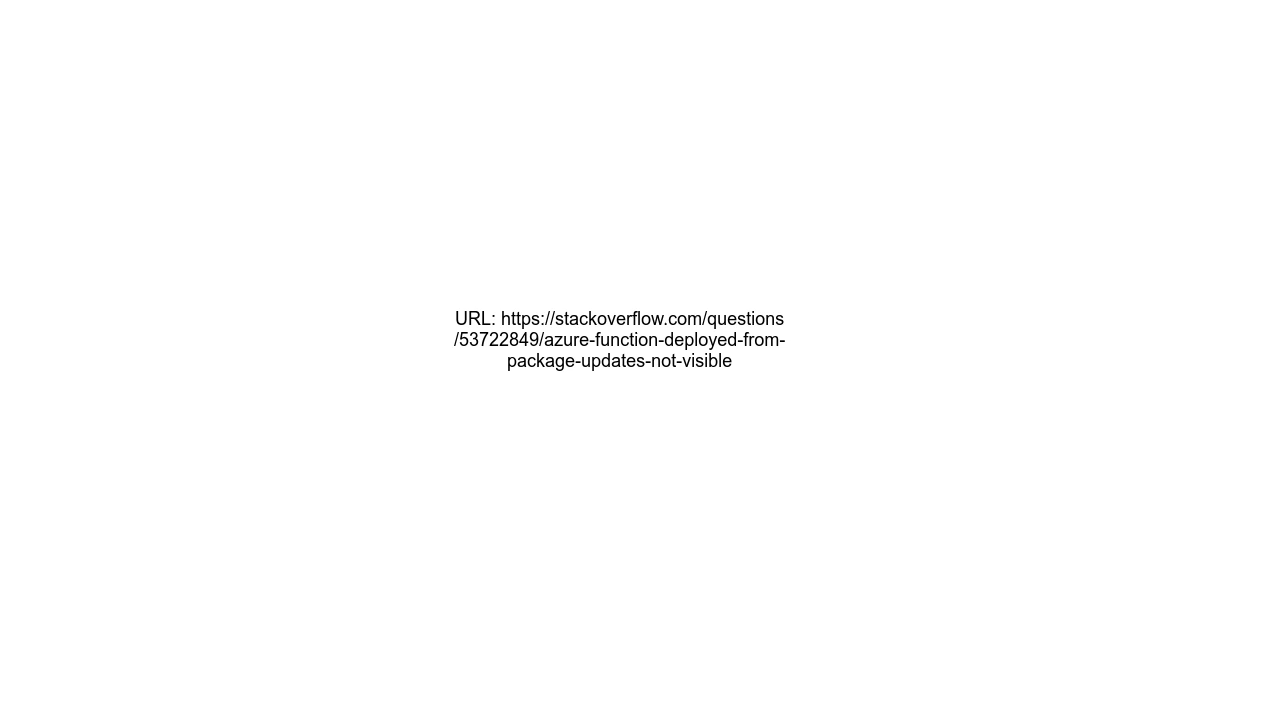 URL: https://stackoverflow.com/questions
/53722849/azure-function-deployed-from-
package-updates-not-visible